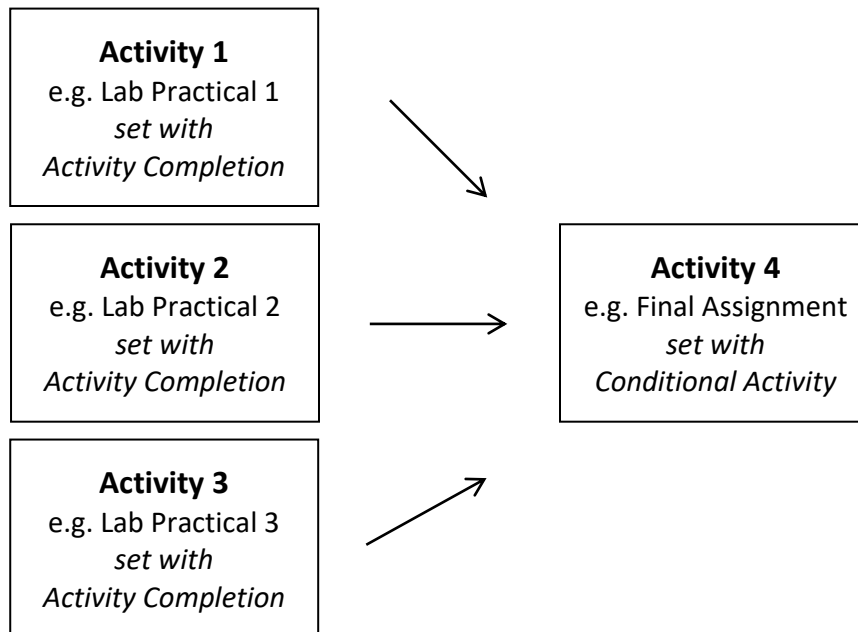 Activity 1
e.g. Lab Practical 1
set with
Activity Completion
Activity 2
e.g. Lab Practical 2
set with
Activity Completion
Activity 3
e.g. Lab Practical 3
set with
Activity Completion
Activity 4
e.g. Final Assignment
set with
Conditional Activity